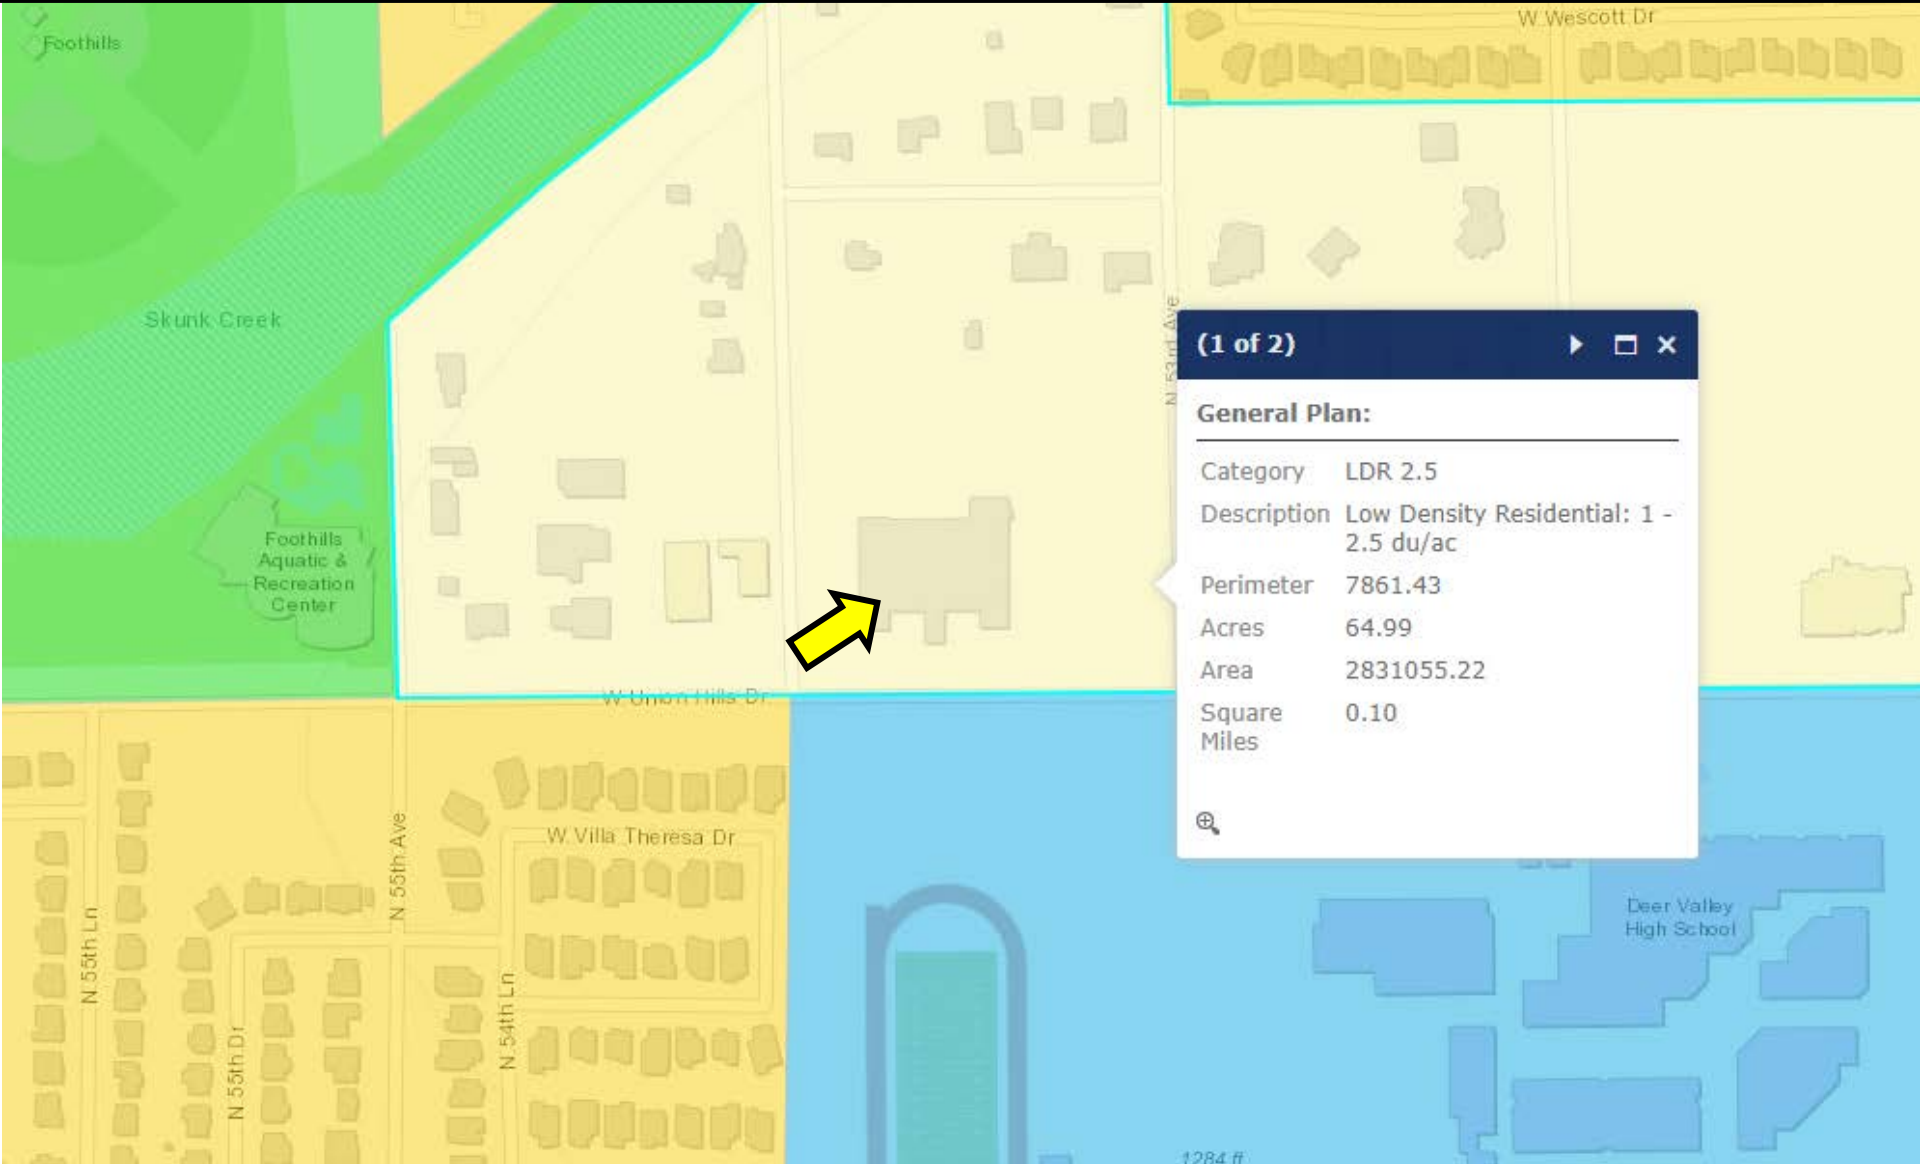 Foothills
W Wescott Dr
Skunk Creek
N 53rd Ave
(1 of 2)
General Plan:
Category LDR 2.5
Description Low Density Residential: 1 -
2.5 du/ac
Perimeter 7861.43
Acres 64.99
Area 2831055.22
Square 0.10
Miles
Foothills
Aquatic &
Recreation
Center
W Union Hills Dr
W Villa Theresa Dr
N 55th Ave
N 55th Ln
N 54th Ln
N 55th Dr
Deer Valley
High School
1284 ft